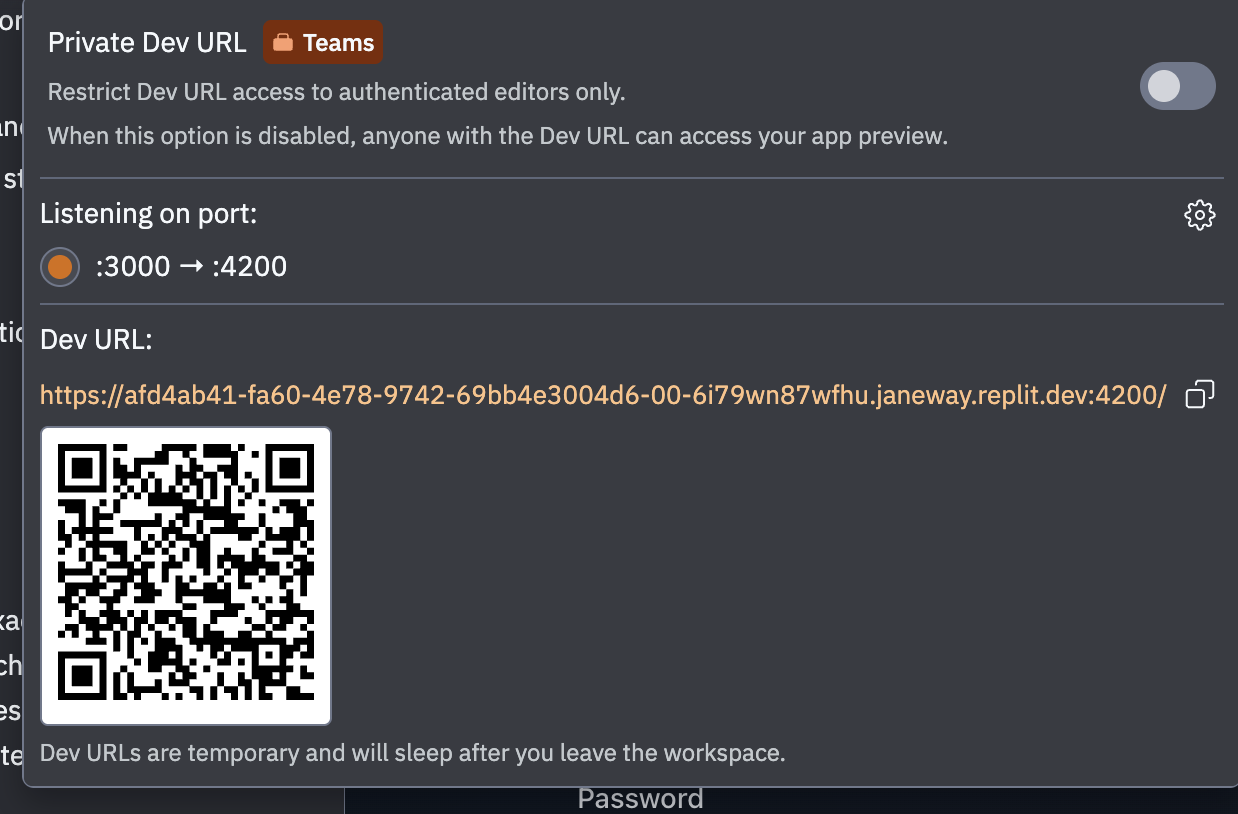 Private Dev URL Teams
Restrict Dev URL access to authenticated editors only.
When this option is disabled, anyone with the Dev URL can access your app preview.
Listening on port:
:3000 → :4200
Dev URL:
https://afd4ab41-fa60-4e78-9742-69bb4e3004d6-00-6i79wn87wfhu.janeway.replit.dev:4200/
Dev URLs are temporary and will sleep after you leave the workspace.
Password